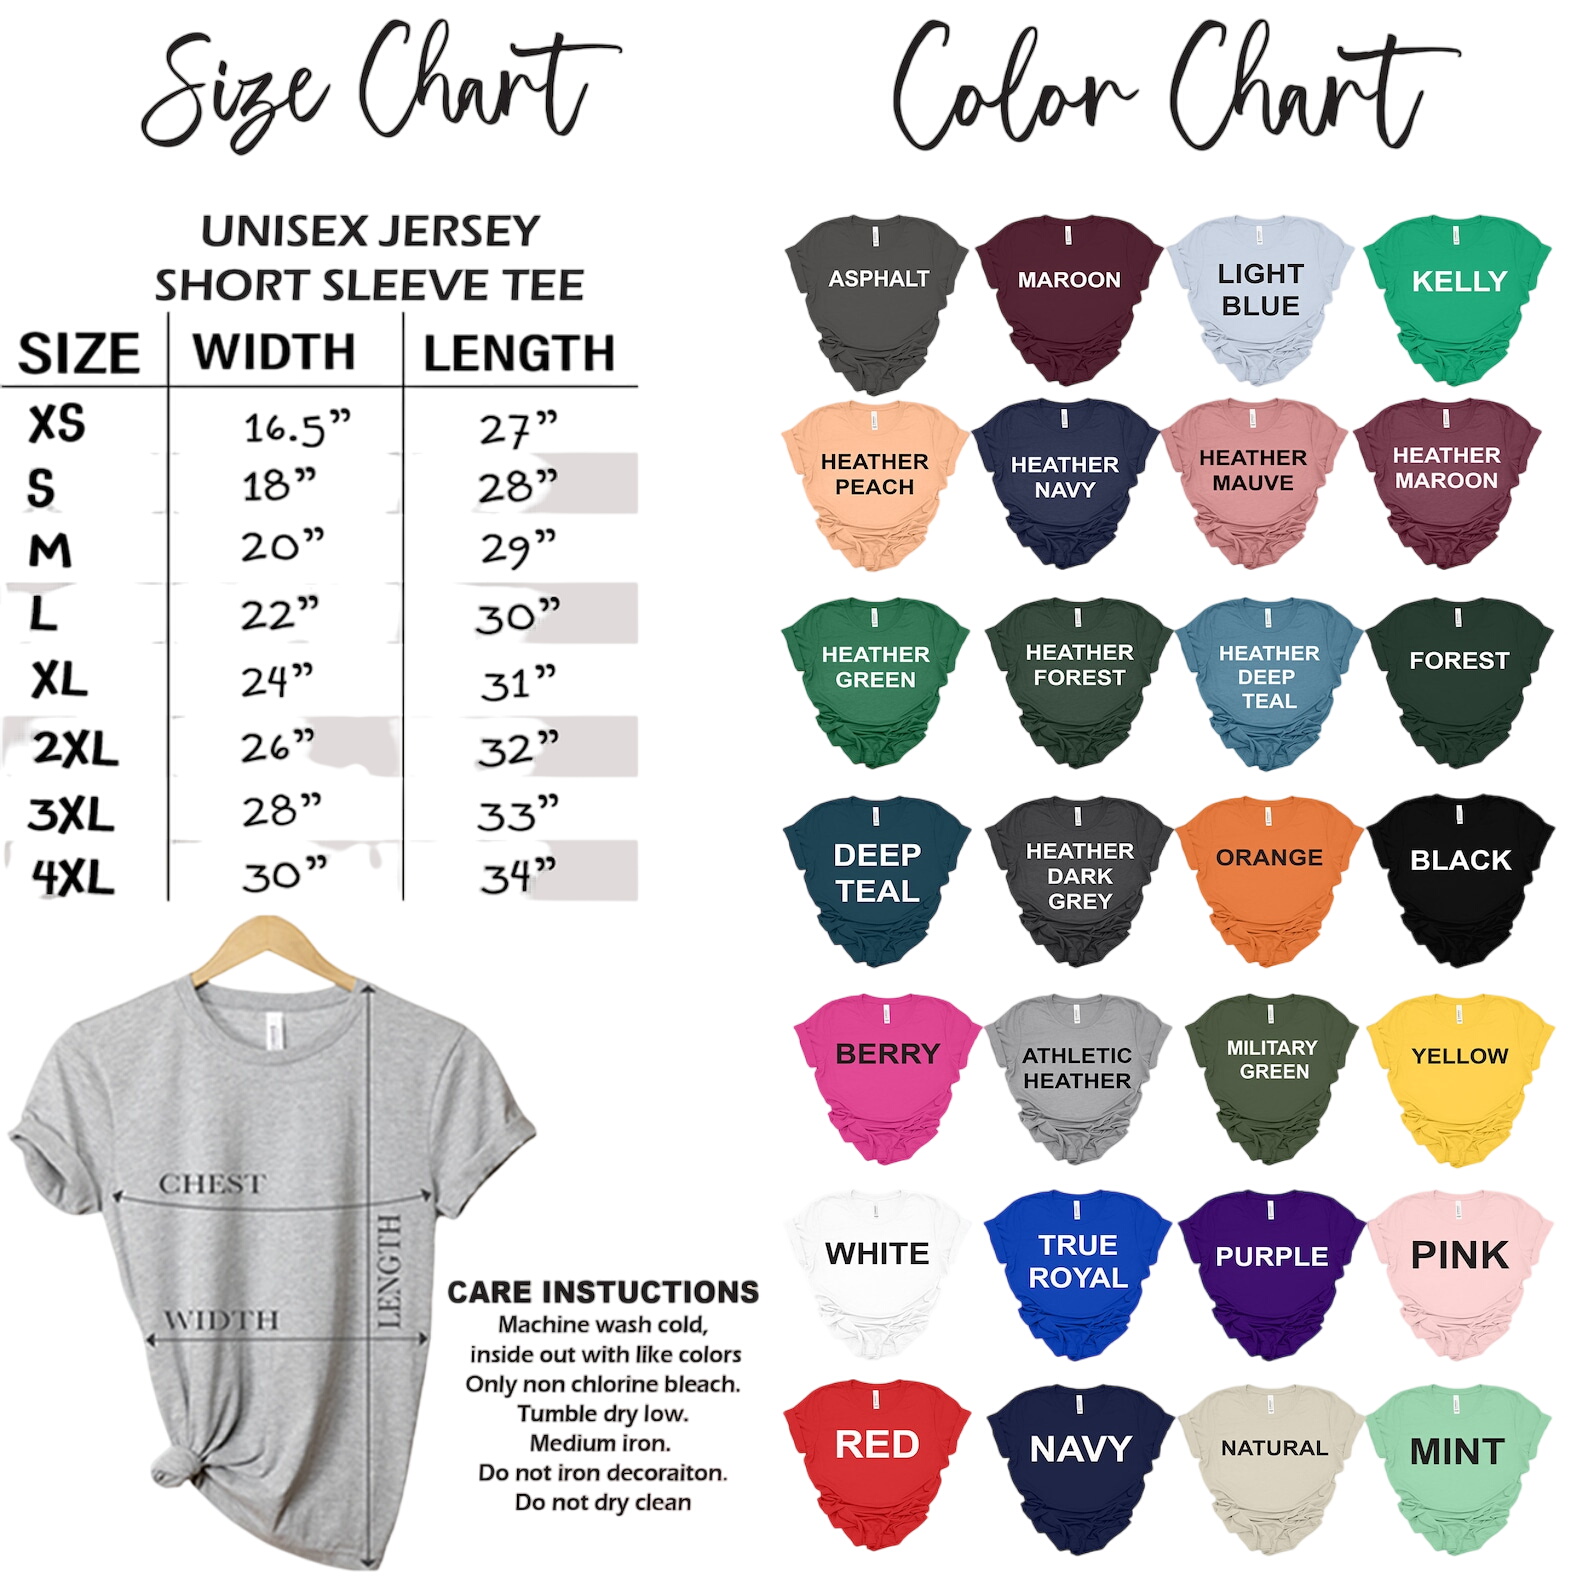 Size Chart
UNISEX JERSEY
SHORT SLEEVE TEE
SIZE WIDTH LENGTH
XS 16.5” 27”
S 18” 28”
M 20” 29”
L 22” 30”
XL 24” 31”
2XL 26” 32”
3XL 28” 33”
4XL 30” 34”
CHEST
WIDTH
LENGTH
CARE INSTUCTIONS
Machine wash cold,
inside out with like colors
Only non chlorine bleach.
Tumble dry low.
Medium iron.
Do not iron decoraiton.
Do not dry clean
Color Chart
ASPHALT
MAROON
LIGHT
BLUE
KELLY
HEATHER
PEACH
HEATHER
NAVY
HEATHER
MAUVE
HEATHER
MAROON
HEATHER
GREEN
HEATHER
FOREST
HEATHER
DEEP
TEAL
FOREST
DEEP
TEAL
HEATHER
DARK
GREY
ORANGE
BLACK
BERRY
ATHLETIC
HEATHER
MILITARY
GREEN
YELLOW
WHITE
TRUE
ROYAL
PURPLE
PINK
RED
NAVY
NATURAL
MINT